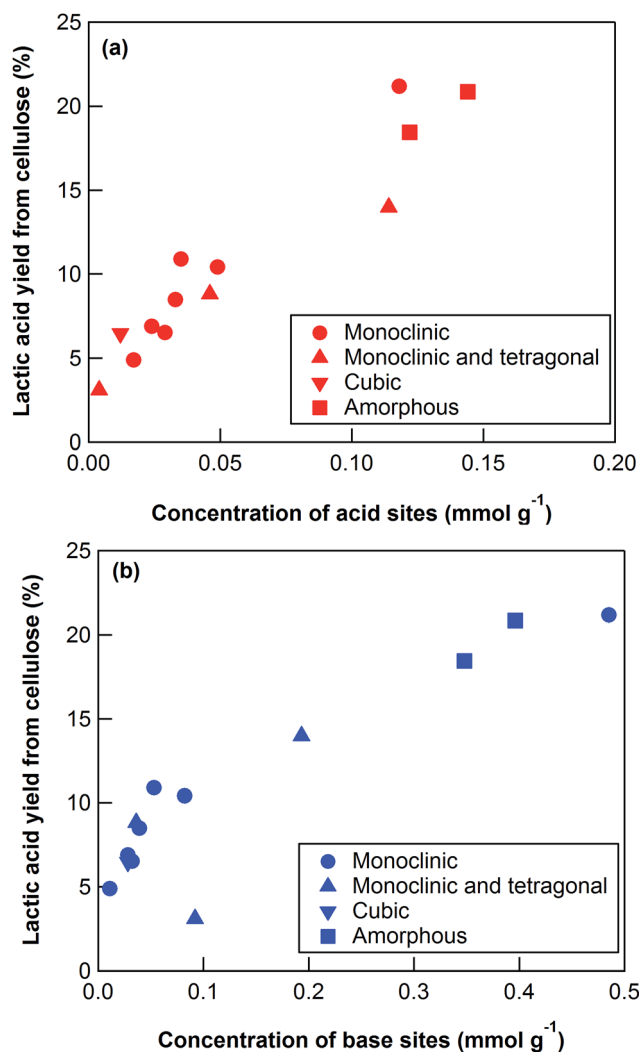 (a)
Lactic acid yield from cellulose (%)
25
20
15
10
5
0
Monoclinic
Monoclinic and tetragonal
Cubic
Amorphous
0.00 0.05 0.10 0.15 0.20
Concentration of acid sites (mmol g⁻¹)
(b)
Lactic acid yield from cellulose (%)
25
20
15
10
5
0
Monoclinic
Monoclinic and tetragonal
Cubic
Amorphous
0.0 0.1 0.2 0.3 0.4 0.5
Concentration of base sites (mmol g⁻¹)